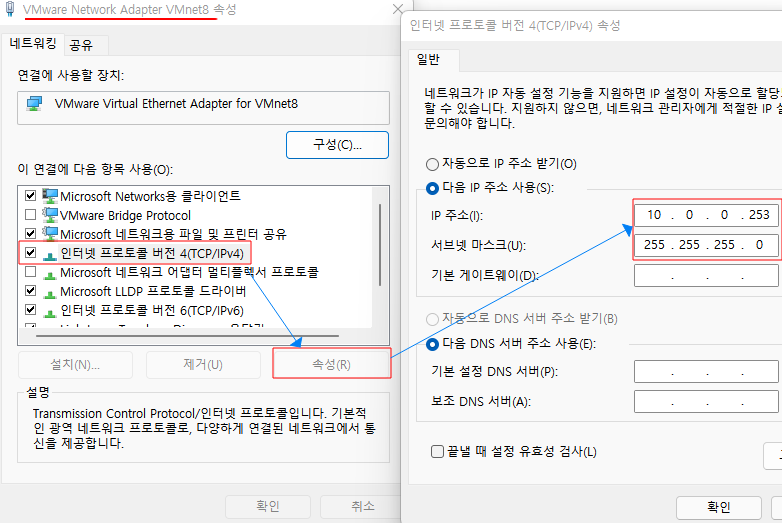 VMware Network Adapter VMnet8 속성
네트워킹
공유
연결에 사용할 장치:
VMware Virtual Ethernet Adapter for VMnet8
구성(C)...
이 연결에 다음 항목 사용(O):
Microsoft Networks용 클라이언트
VMware Bridge Protocol
Microsoft 네트워크용 파일 및 프린터 공유
인터넷 프로토콜 버전 4(TCP/IPv4)
Microsoft 네트워크 어댑터 멀티플렉서 프로토콜
Microsoft LLDP 프로토콜 드라이버
인터넷 프로토콜 버전 6(TCP/IPv6)
설치(N)...
제거(U)
속성(R)
설명
Transmission Control Protocol/인터넷 프로토콜입니다. 기본적
인 광역 네트워크 프로토콜로, 다양하게 연결된 네트워크에서 통
신을 제공합니다.
확인
취소
인터넷 프로토콜 버전 4(TCP/IPv4) 속성
일반
네트워크가 IP 자동 설정 기능을 지원하면 IP 설정이 자동으로 할당
할 수 있습니다. 지원하지 않으면, 네트워크 관리자에게 적절한 IP
문의해야 합니다.
자동으로 IP 주소 받기(O)
다음 IP 주소 사용(S):
IP 주소(I):
10 . 0 . 0 . 253
서브넷 마스크(U):
255 . 255 . 255 . 0
기본 게이트웨이(D):
. . .
자동으로 DNS 서버 주소 받기(B)
다음 DNS 서버 주소 사용(E):
기본 설정 DNS 서버(P):
. . .
보조 DNS 서버(A):
. . .
끝낼 때 설정 유효성 검사(L)
확인